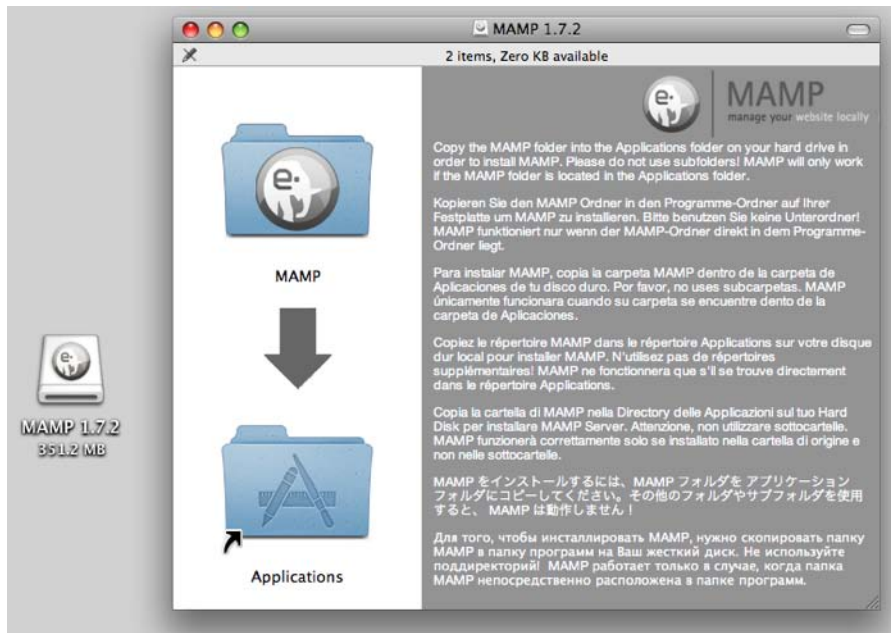 MAMP 1.7.2
2 items, Zero KB available
MAMP
manage your website locally
MAMP
Applications
Copy the MAMP folder into the Applications folder on your hard drive in
order to install MAMP. Please do not use subfolders! MAMP will only work
if the MAMP folder is located in the Applications folder.
Kopieren Sie den MAMP Ordner in den Programme-Ordner auf Ihrer
Festplatte um MAMP zu installieren. Bitte benutzen Sie keine Unterordner!
MAMP funktioniert nur wenn der MAMP-Ordner direkt in dem Programme-
Ordner liegt.
Para instalar MAMP, copia la carpeta MAMP dentro de la carpeta de
Aplicaciones de tu disco duro. Por favor, no uses subcarpetas. MAMP
únicamente funcionara cuando su carpeta se encuentre dento de la
carpeta de Aplicaciones.
Copiez le répertoire MAMP dans le répertoire Applications sur votre disque
dur local pour installer MAMP. N'utilisez pas de répertoires
supplémentaires! MAMP ne fonctionnera que s'il se trouve directement
dans le répertoire Applications.
Copia la cartella di MAMP nella Directory delle Applicazioni sul tuo Hard
Disk per installare MAMP Server. Attenzione, non utilizzare sottocartelle.
MAMP funzionerà correttamente solo se installato nella cartella di origine e
non nelle sottocartelle.
MAMP をインストールするには、MAMP フォルダを アプリケーション
フォルダにコピーしてください。その他のフォルダやサブフォルダを使用
すると、 MAMP は動作しません！
Для того, чтобы инсталлировать MAMP, нужно скопировать папку
MAMP в папку программ на Ваш жесткий диск. Не используйте
поддиректорий! MAMP работает только в случае, когда папка
MAMP непосредственно расположена в папке программ.
MAMP 1.7.2
351.2 MB